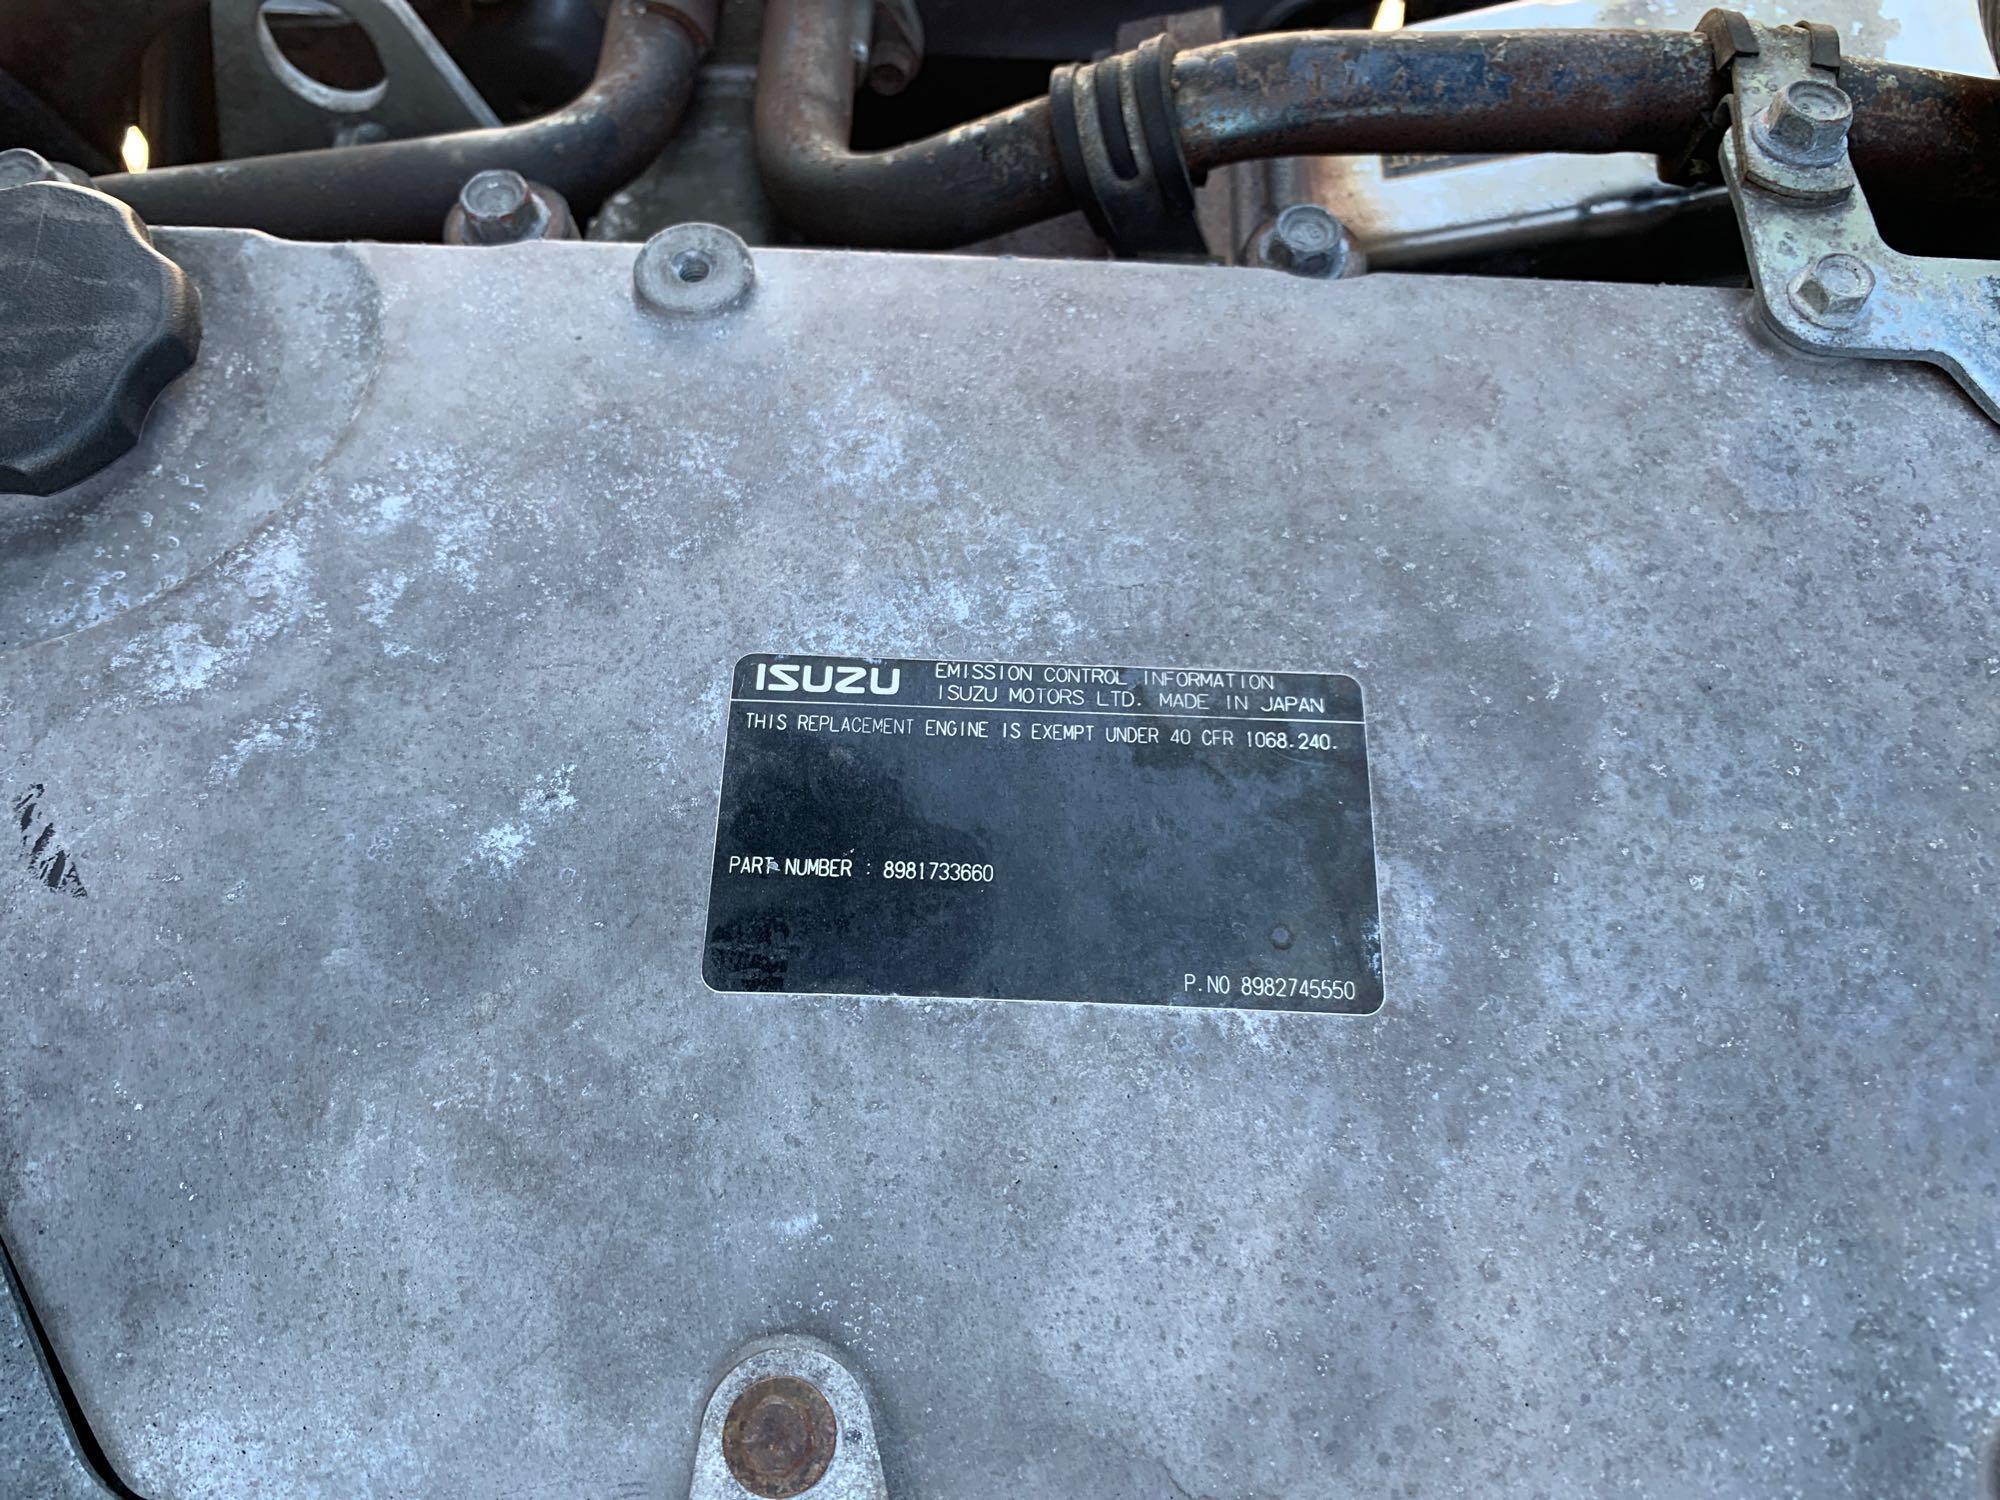 ISUZU EMISSION CONTROL INFORMATION
ISUZU MOTORS LTD. MADE IN JAPAN
THIS REPLACEMENT ENGINE IS EXEMPT UNDER 40 CFR 1068.240.
PART NUMBER : 8981733660
P.NO 8982745550